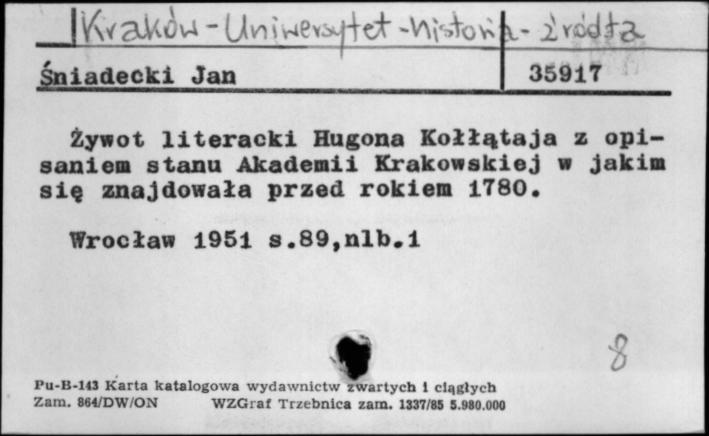 Kraków - Uniwersytet - historia - źródła
Śniadecki Jan 35917
Żywot literacki Hugona Kołłątaja z opi-
saniem stanu Akademii Krakowskiej w jakim
się znajdowała przed rokiem 1780.
Wrocław 1951 s.89,nlb.1
8
Pu-B-143 Karta katalogowa wydawnictw zwartych i ciągłych
Zam. 864/DW/ON WZGraf Trzebnica zam. 1337/85 5.980.000